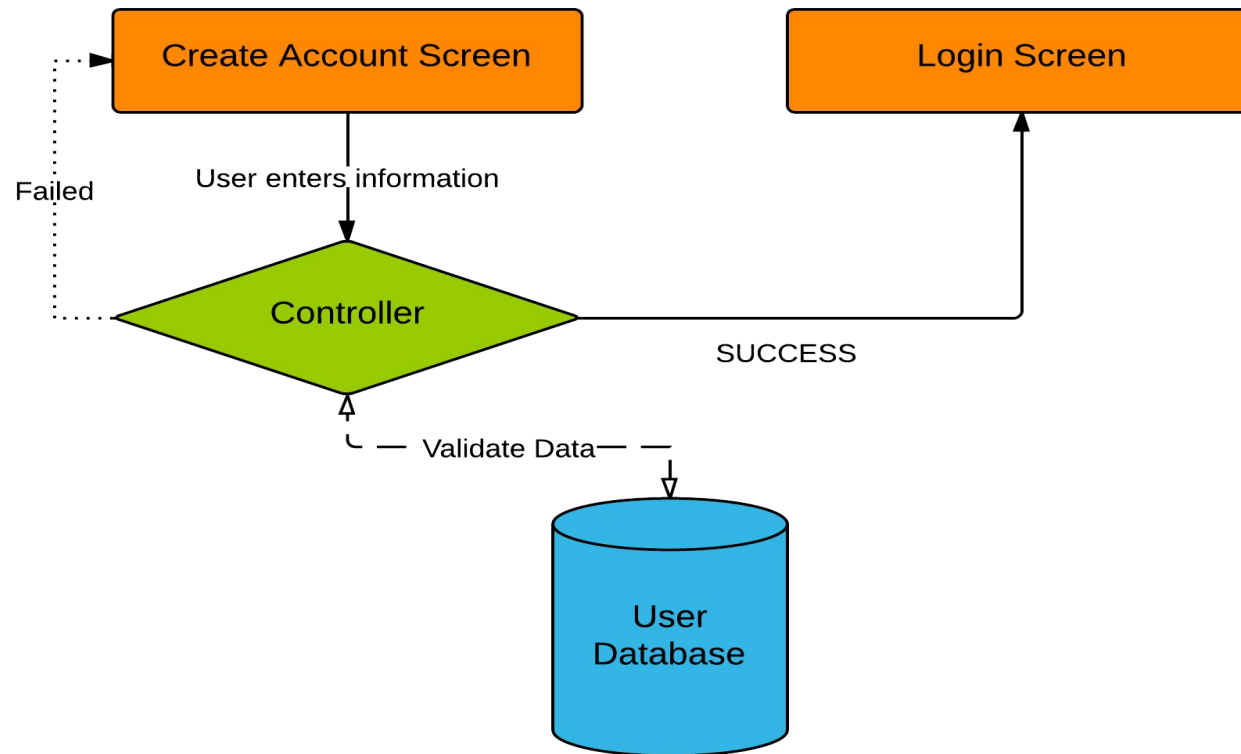 Create Account Screen
Login Screen
User enters information
Failed
Controller
SUCCESS
Validate Data
User
Database